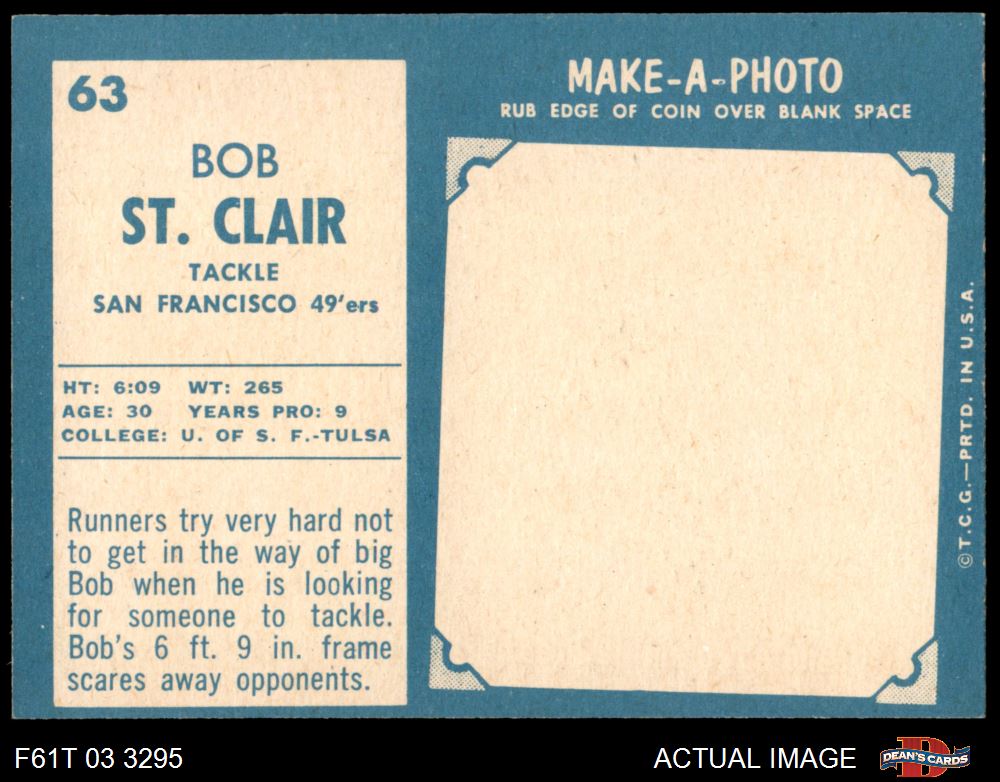 63
BOB
ST. CLAIR
TACKLE
SAN FRANCISCO 49'ers
HT: 6:09 WT: 265
AGE: 30 YEARS PRO: 9
COLLEGE: U. OF S. F.-TULSA
Runners try very hard not
to get in the way of big
Bob when he is looking
for someone to tackle.
Bob's 6 ft. 9 in. frame
scares away opponents.
MAKE-A-PHOTO
RUB EDGE OF COIN OVER BLANK SPACE
©T.C.G.—PRTD. IN U.S.A.
F61T 03 3295
ACTUAL IMAGE
DEAN'S CARDS